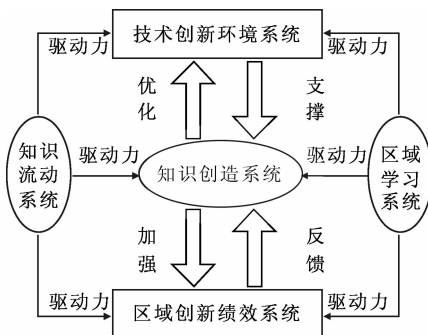 技术创新环境系统
驱动力
驱动力
优化
支撑
知识流动系统
驱动力
知识创造系统
驱动力
区域学习系统
加强
反馈
驱动力
驱动力
区域创新绩效系统